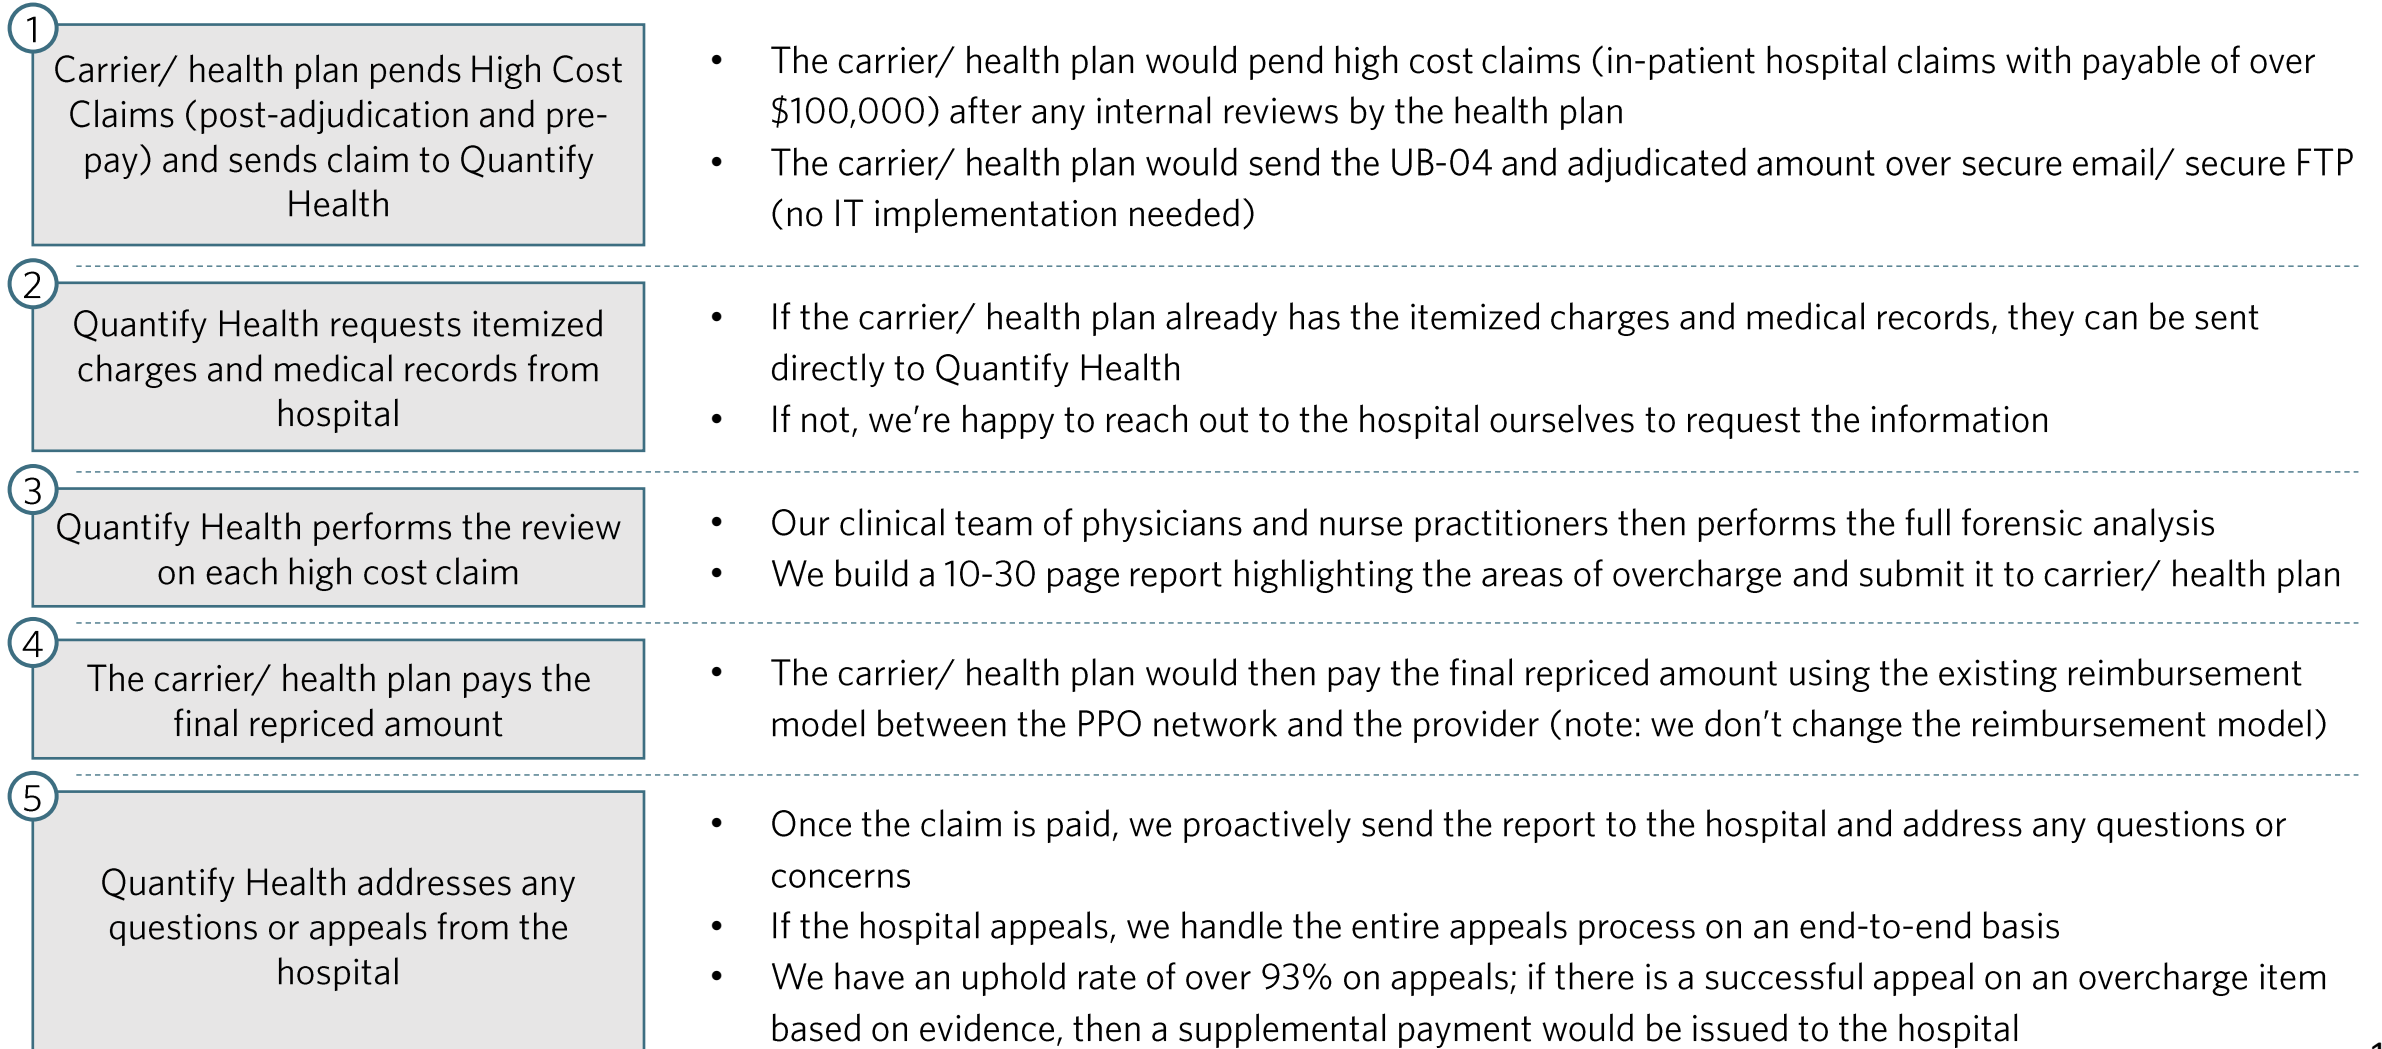 1
Carrier/ health plan pends High Cost
Claims (post-adjudication and pre-
pay) and sends claim to Quantify
Health
• The carrier/ health plan would pend high cost claims (in-patient hospital claims with payable of over
$100,000) after any internal reviews by the health plan
• The carrier/ health plan would send the UB-04 and adjudicated amount over secure email/ secure FTP
(no IT implementation needed)
2
Quantify Health requests itemized
charges and medical records from
hospital
• If the carrier/ health plan already has the itemized charges and medical records, they can be sent
directly to Quantify Health
• If not, we’re happy to reach out to the hospital ourselves to request the information
3
Quantify Health performs the review
on each high cost claim
• Our clinical team of physicians and nurse practitioners then performs the full forensic analysis
• We build a 10-30 page report highlighting the areas of overcharge and submit it to carrier/ health plan
4
The carrier/ health plan pays the
final repriced amount
• The carrier/ health plan would then pay the final repriced amount using the existing reimbursement
model between the PPO network and the provider (note: we don’t change the reimbursement model)
5
Quantify Health addresses any
questions or appeals from the
hospital
• Once the claim is paid, we proactively send the report to the hospital and address any questions or
concerns
• If the hospital appeals, we handle the entire appeals process on an end-to-end basis
• We have an uphold rate of over 93% on appeals; if there is a successful appeal on an overcharge item
based on evidence, then a supplemental payment would be issued to the hospital